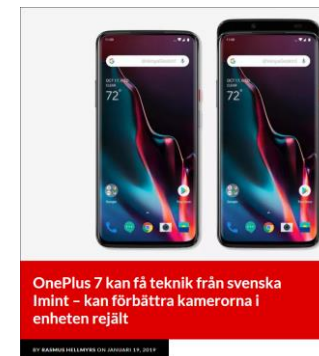 72°
72°
OnePlus 7 kan få teknik från svenska
Imint – kan förbättra kamerorna i
enheten rejält
BY RASMUS HELLMYRS ON JANUARY 19, 2019